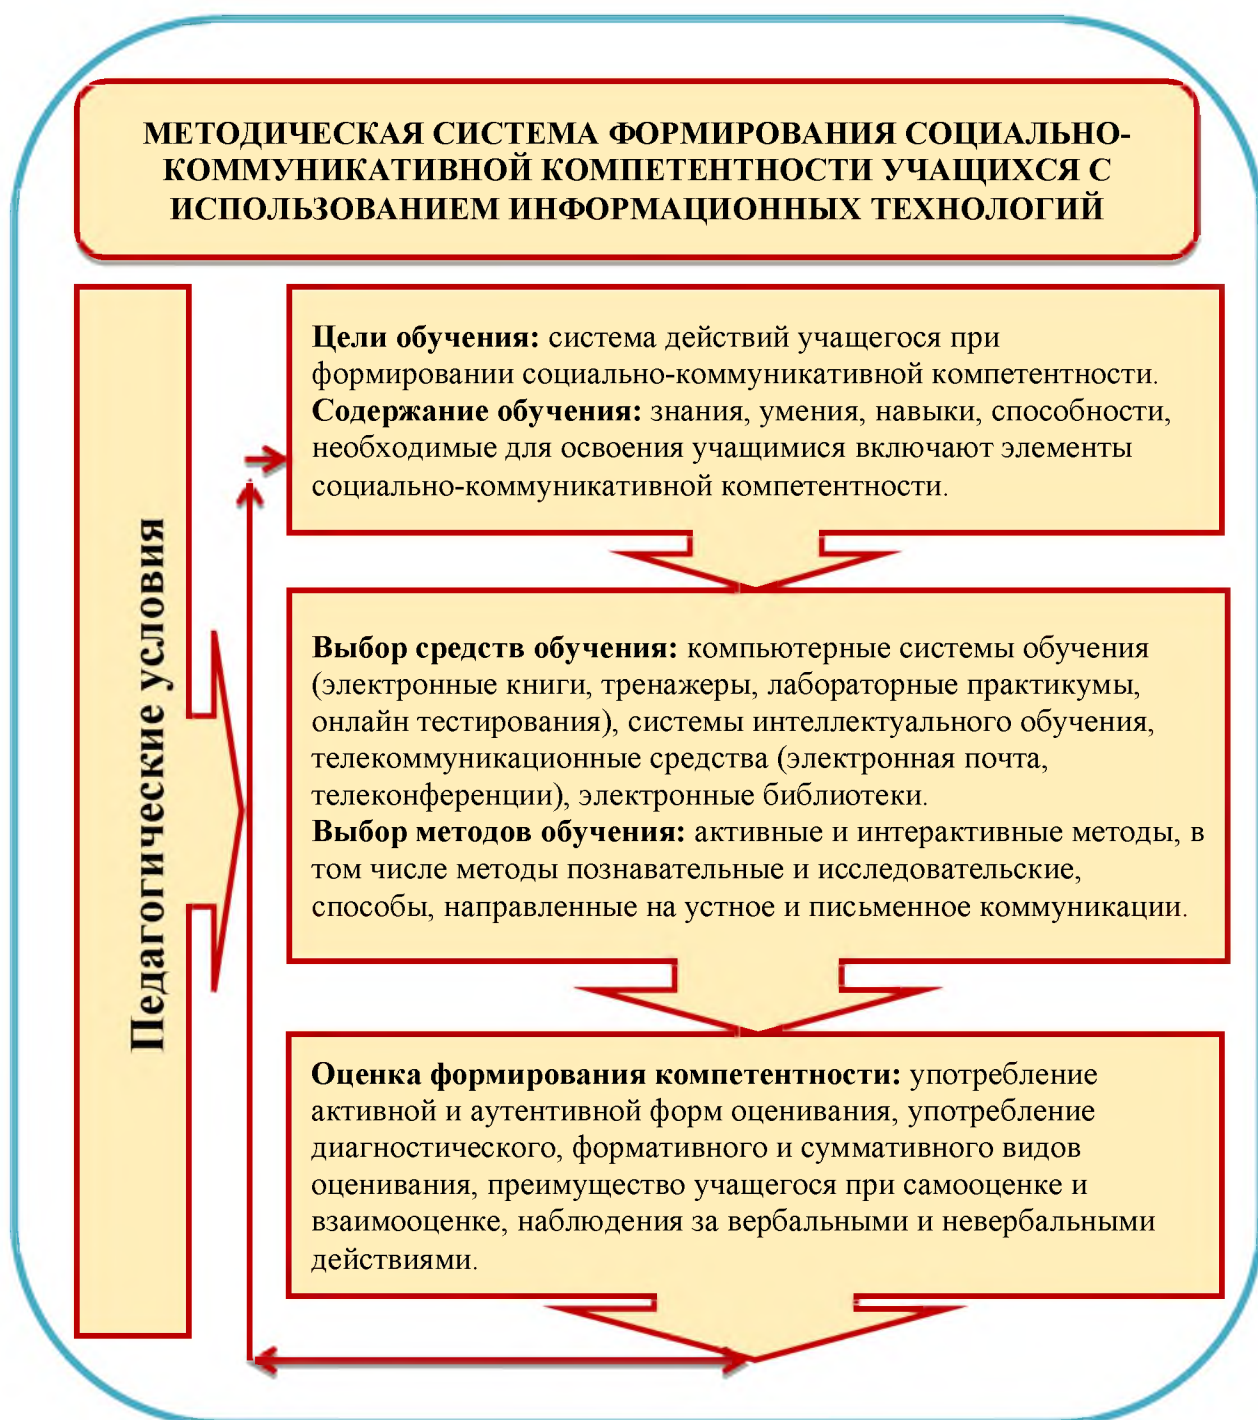 МЕТОДИЧЕСКАЯ СИСТЕМА ФОРМИРОВАНИЯ СОЦИАЛЬНО-
КОММУНИКАТИВНОЙ КОМПЕТЕНТНОСТИ УЧАЩИХСЯ С
ИСПОЛЬЗОВАНИЕМ ИНФОРМАЦИОННЫХ ТЕХНОЛОГИЙ
Педагогические условия
Цели обучения: система действий учащегося при
формировании социально-коммуникативной компетентности.
Содержание обучения: знания, умения, навыки, способности,
необходимые для освоения учащимися включают элементы
социально-коммуникативной компетентности.
Выбор средств обучения: компьютерные системы обучения
(электронные книги, тренажеры, лабораторные практикумы,
онлайн тестирования), системы интеллектуального обучения,
телекоммуникационные средства (электронная почта,
телеконференции), электронные библиотеки.
Выбор методов обучения: активные и интерактивные методы, в
том числе методы познавательные и исследовательские,
способы, направленные на устное и письменное коммуникации.
Оценка формирования компетентности: употребление
активной и аутентивной форм оценивания, употребление
диагностического, формативного и суммативного видов
оценивания, преимущество учащегося при самооценке и
взаимооценке, наблюдения за вербальными и невербальными
действиями.